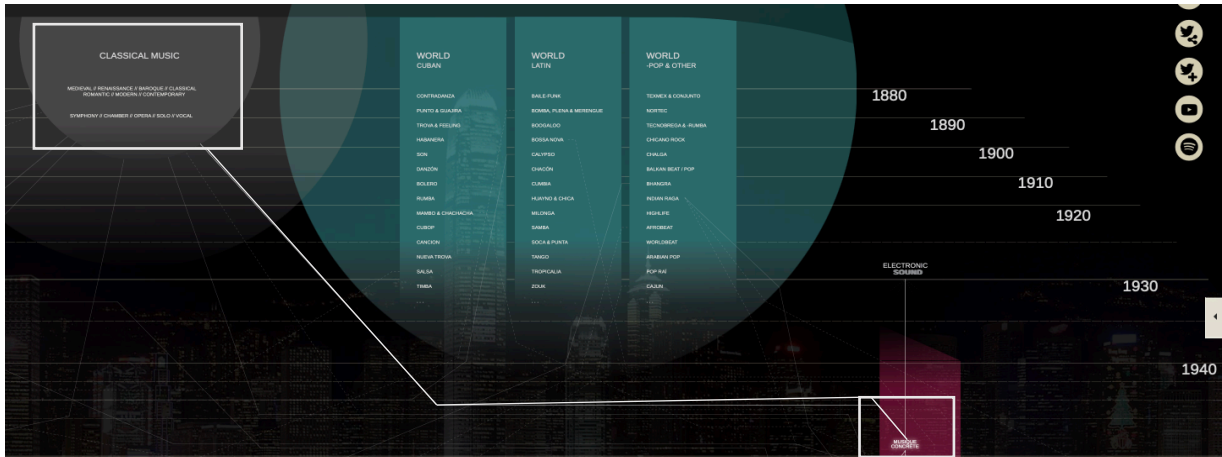 CLASSICAL MUSIC
MEDIEVAL // RENAISSANCE // BAROQUE // CLASSICAL
ROMANTIC // MODERN // CONTEMPORARY
SYMPHONY // CHAMBER // OPERA // SOLO // VOCAL
WORLD
CUBAN
CONTRADANZA
PUNTO & GUAJIRA
TROVA & FEELING
HABANERA
SON
DANZÓN
BOLERO
RUMBA
MAMBO & CHACHACHA
CUBOP
CANCION
NUEVA TROVA
SALSA
TIMBA
...
WORLD
LATIN
BAILE-FUNK
BOMBA, PLENA & MERENGUE
BOOGALOO
BOSSA NOVA
CALYPSO
CHACÓN
CUMBIA
HUAYNO & CHICA
MILONGA
SAMBA
SOCA & PUNTA
TANGO
TROPICALIA
ZOUK
...
WORLD
-POP & OTHER
TEXMEX & CONJUNTO
NORTEC
TECNOBREGA & -RUMBA
CHICANO ROCK
CHALGA
BALKAN BEAT / POP
BHANGRA
INDIAN RAGA
HIGHLIFE
AFROBEAT
WORLDBEAT
ARABIAN POP
POP RAÏ
CAJUN
...
1880
1890
1900
1910
1920
1930
1940
ELECTRONIC
SOUND
MUSIQUE
CONCRÈTE